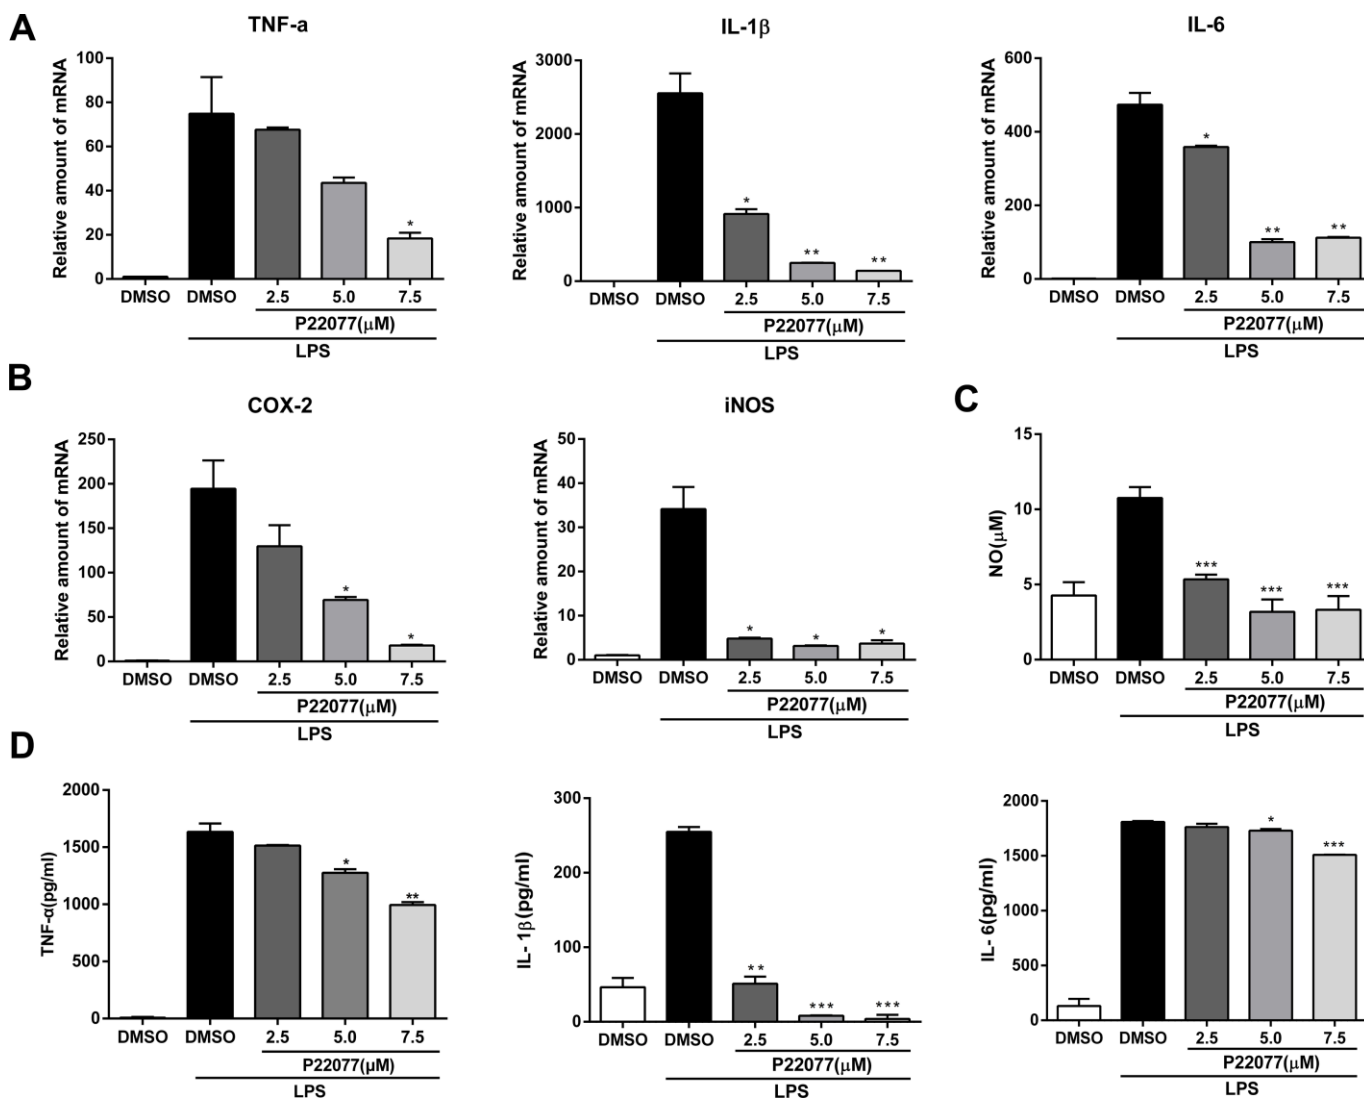 A
TNF-a
Relative amount of mRNA
100
80
60
40
20
0
*
DMSO DMSO 2.5 5.0 7.5
P22077(μM)
LPS
IL-1β
Relative amount of mRNA
3000
2000
1000
0
*
**
**
DMSO DMSO 2.5 5.0 7.5
P22077(μM)
LPS
IL-6
Relative amount of mRNA
600
400
200
0
*
**
**
DMSO DMSO 2.5 5.0 7.5
P22077(μM)
LPS
B
COX-2
Relative amount of mRNA
250
200
150
100
50
0
*
*
DMSO DMSO 2.5 5.0 7.5
P22077(μM)
LPS
iNOS
Relative amount of mRNA
50
40
30
20
10
0
*
*
*
DMSO DMSO 2.5 5.0 7.5
P22077(μM)
LPS
C
NO(μM)
15
10
5
0
***
***
***
DMSO DMSO 2.5 5.0 7.5
P22077(μM)
LPS
D
TNF-α(pg/ml)
2000
1500
1000
500
0
*
**
DMSO DMSO 2.5 5.0 7.5
P22077(μM)
LPS
IL- 1β(pg/ml)
300
200
100
0
**
***
***
DMSO DMSO 2.5 5.0 7.5
P22077(μM)
LPS
IL- 6(pg/ml)
2000
1500
1000
500
0
*
***
DMSO DMSO 2.5 5.0 7.5
P22077(μM)
LPS